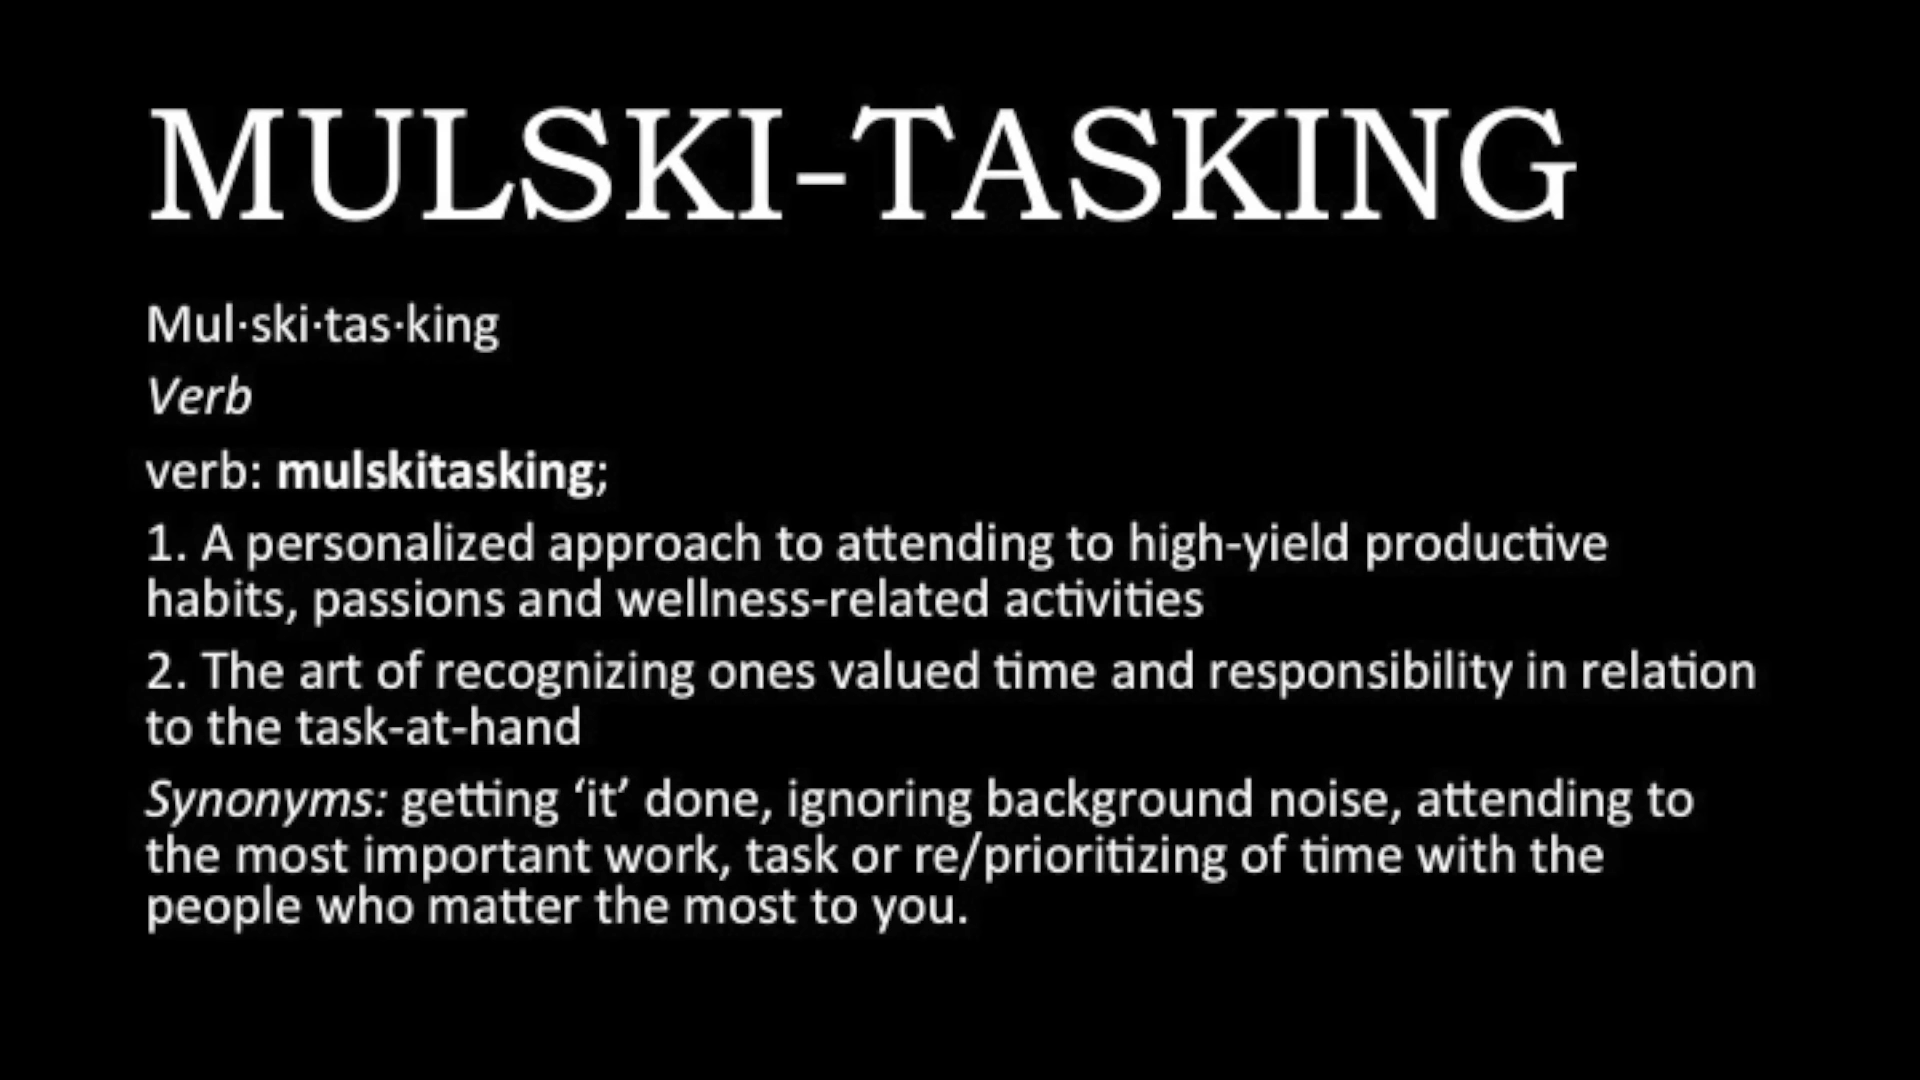 MULSKI-TASKING
Mul·ski·tas·king
Verb
verb: mulskitasking;
1. A personalized approach to attending to high-yield productive
habits, passions and wellness-related activities
2. The art of recognizing ones valued time and responsibility in relation
to the task-at-hand
Synonyms: getting ‘it’ done, ignoring background noise, attending to
the most important work, task or re/prioritizing of time with the
people who matter the most to you.